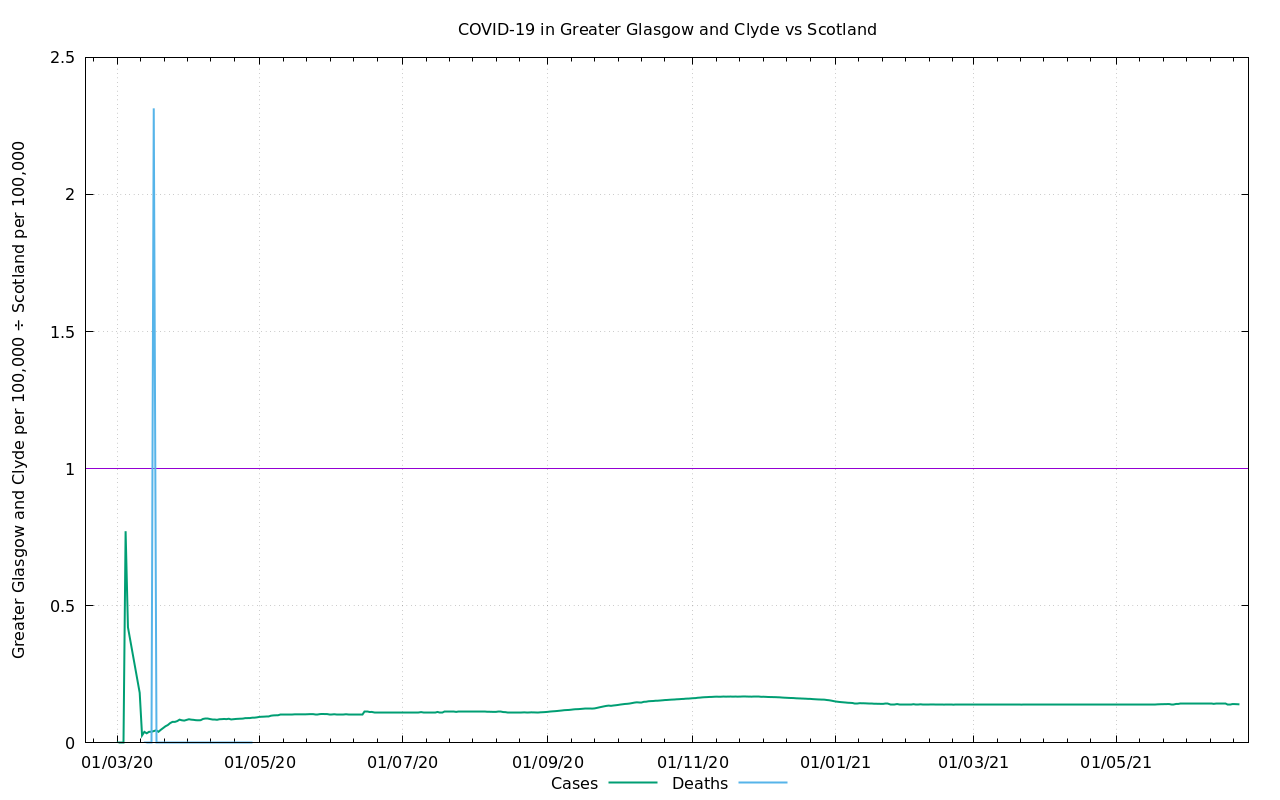 COVID-19 in Greater Glasgow and Clyde vs Scotland
Greater Glasgow and Clyde per 100,000 ÷ Scotland per 100,000
2.5
2
1.5
1
0.5
0
01/03/20 01/05/20 01/07/20 01/09/20 01/11/20 01/01/21 01/03/21 01/05/21
Cases Deaths